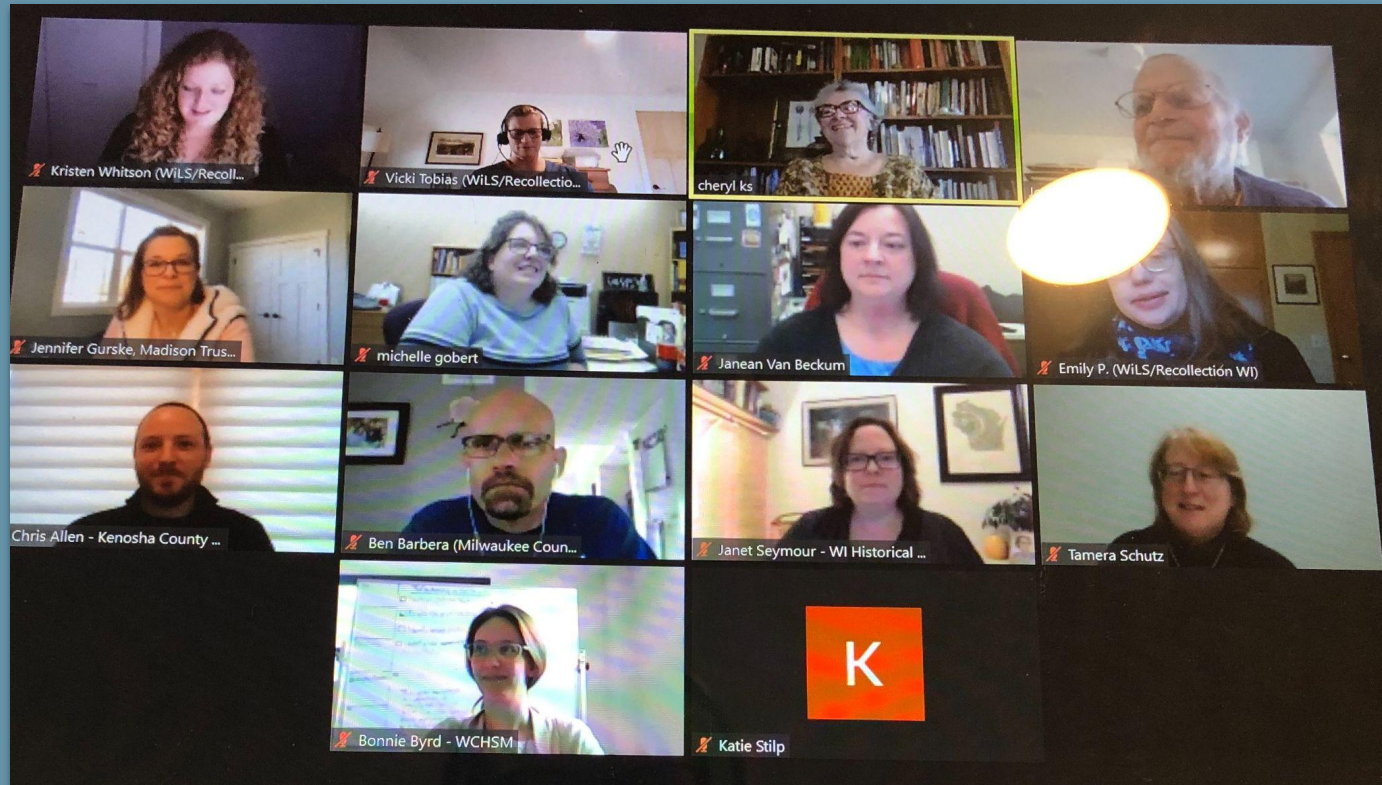 Kristen Whitson (WiLS/Recoll...
Vicki Tobias (WiLS/Recollectio...
cheryl ks
Jennifer Gurske, Madison Trus...
michelle gobert
Janean Van Beckum
Emily P. (WiLS/Recollection WI)
Chris Allen - Kenosha County ...
Ben Barbera (Milwaukee Coun...
Janet Seymour - WI Historical ...
Tamera Schutz
Bonnie Byrd - WCHSM
K
Katie Stilp